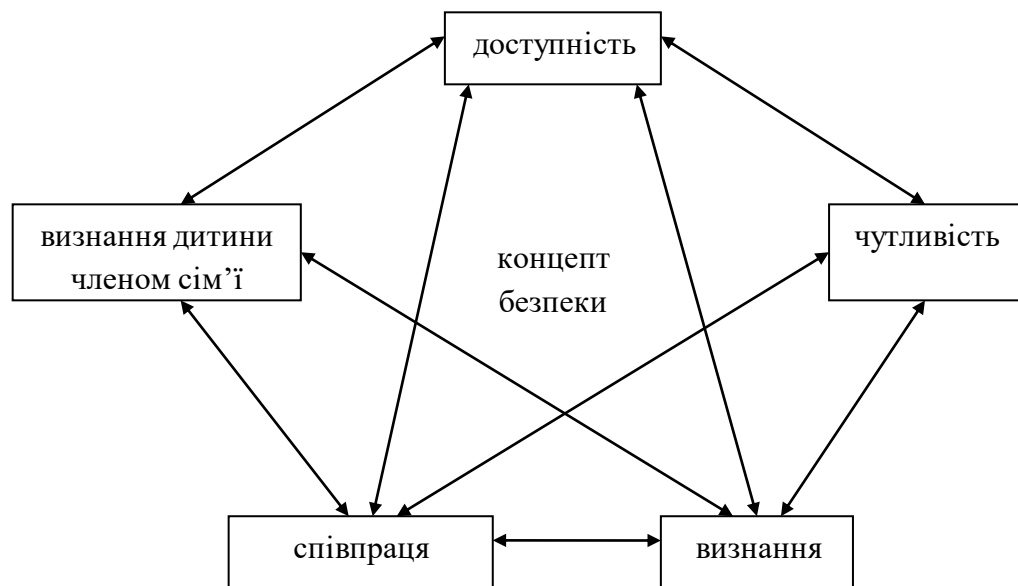 доступність
визнання дитини
членом сім’ї
концепт
безпеки
чутливість
співпраця
визнання